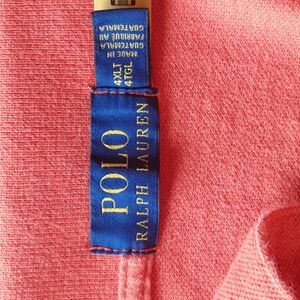 POLO
RALPH LAUREN
4XLT
4TGL
MADE IN
GUATEMALA
FABRIQUÉ AU
GUATEMALA